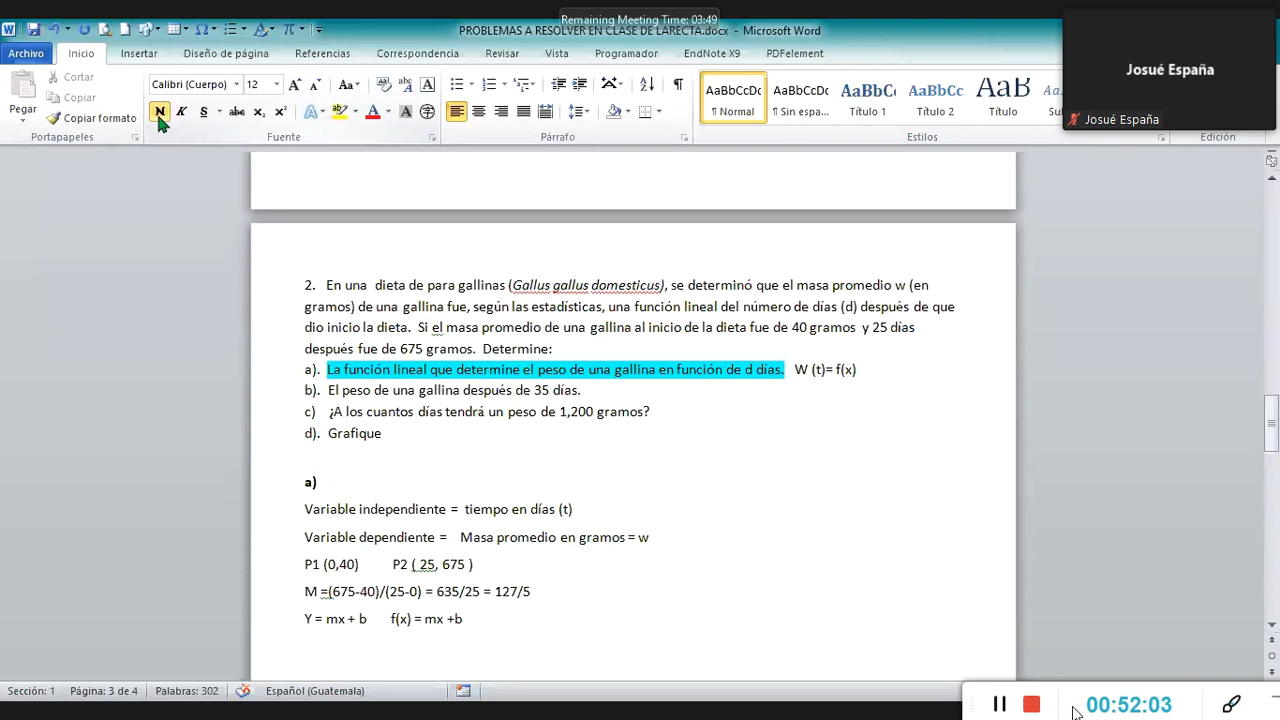 Remaining Meeting Time: 03:49
PROBLEMAS A RESOLVER EN CLASE DE LARECTA.docx - Microsoft Word
Archivo Inicio Insertar Diseño de página Referencias Correspondencia Revisar Vista Programador EndNote X9 PDFelement
Josué España
Josué España
Pegar
Cortar
Copiar
Copiar formato
Portapapeles
Calibri (Cuerpo) 12
Fuente
Párrafo
AaBbCcDc AaBbCcDc AaBbCc AaBbCc AaB
¶ Normal ¶ Sin espa... Título 1 Título 2 Título
Estilos
Edición
2. En una dieta de para gallinas (Gallus gallus domesticus), se determinó que el masa promedio w (en
gramos) de una gallina fue, según las estadísticas, una función lineal del número de días (d) después de que
dio inicio la dieta. Si el masa promedio de una gallina al inicio de la dieta fue de 40 gramos y 25 días
después fue de 675 gramos. Determine:
a). La función lineal que determine el peso de una gallina en función de d días. W (t)= f(x)
b). El peso de una gallina después de 35 días.
c) ¿A los cuantos días tendrá un peso de 1,200 gramos?
d). Grafique
a)
Variable independiente = tiempo en días (t)
Variable dependiente = Masa promedio en gramos = w
P1 (0,40) P2 ( 25, 675 )
M =(675-40)/(25-0) = 635/25 = 127/5
Y = mx + b f(x) = mx +b
Sección: 1 Página: 3 de 4 Palabras: 302 Español (Guatemala)
00:52:03